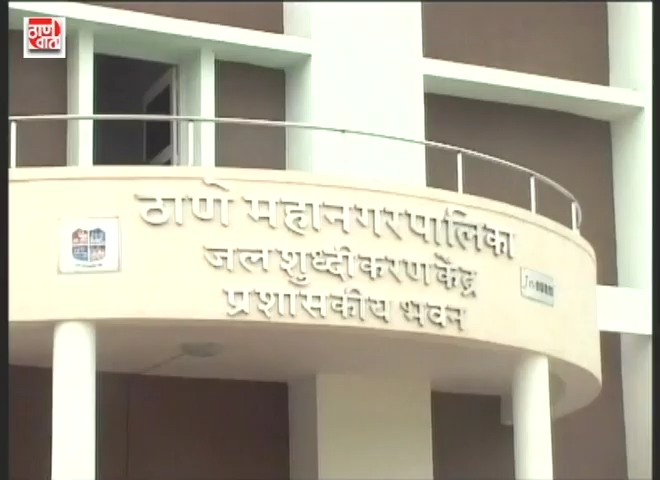 ठाणे
वार्ता
ठाणे महानगरपालिका
जल शुध्दीकरण केंद्र
प्रशासकीय भवन